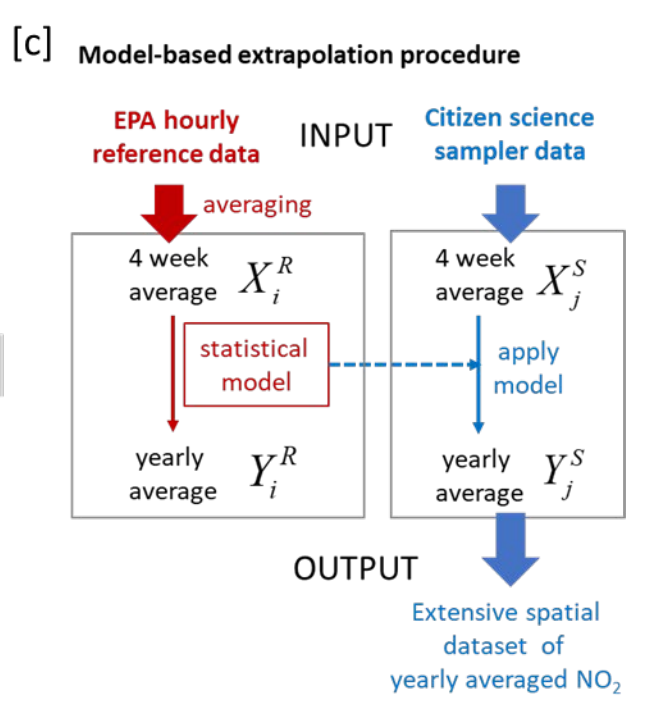 [c] Model-based extrapolation procedure
EPA hourly
reference data
INPUT
Citizen science
sampler data
averaging
4 week
average
X_i^R
4 week
average
X_j^S
statistical
model
apply
model
yearly
average
Y_i^R
yearly
average
Y_j^S
OUTPUT
Extensive spatial
dataset of
yearly averaged NO₂